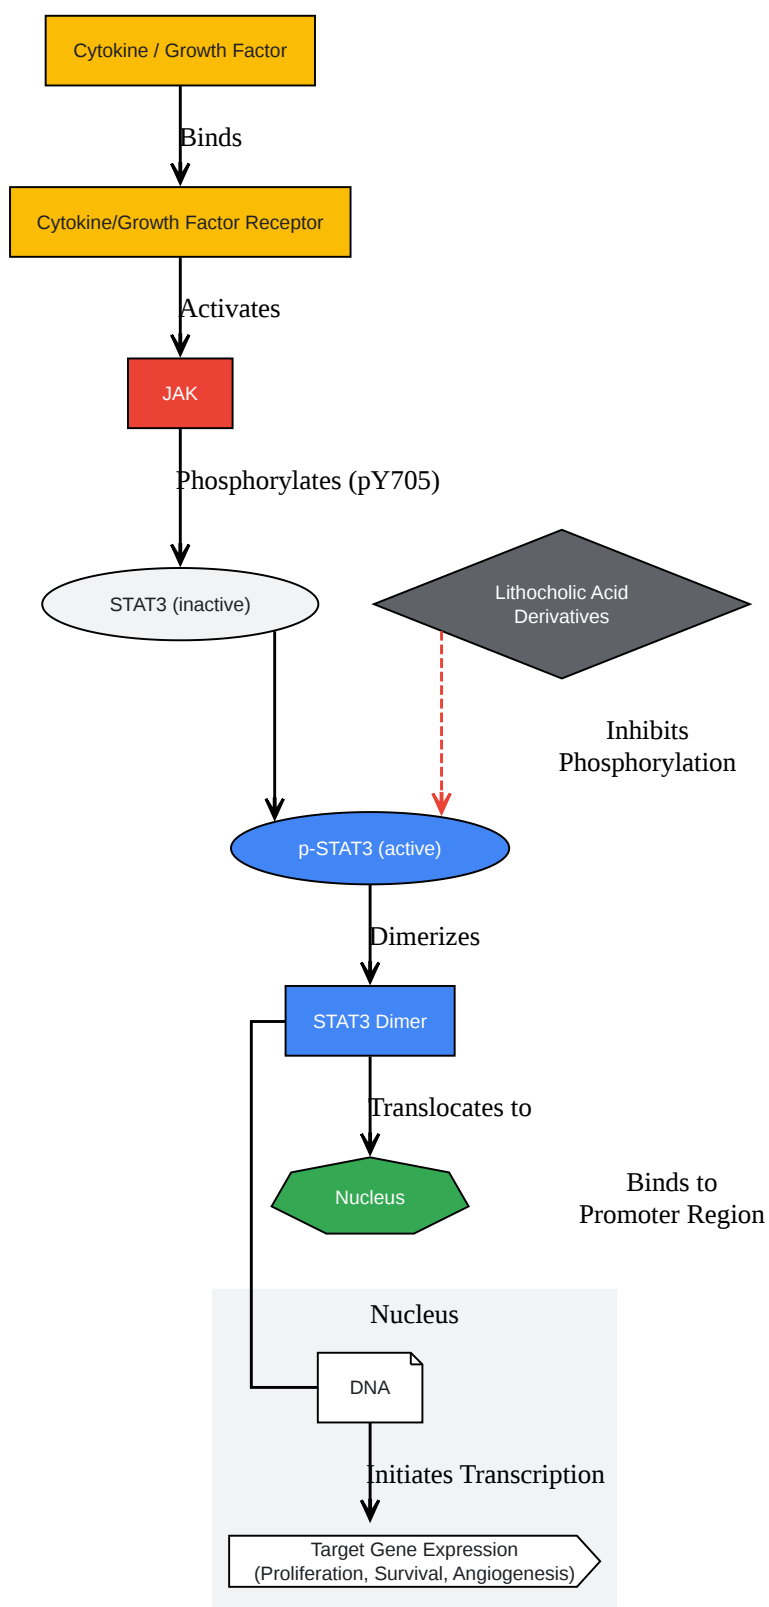 Cytokine / Growth Factor
Binds
Cytokine/Growth Factor Receptor
Activates
JAK
Phosphorylates (pY705)
STAT3 (inactive)
Lithocholic Acid
Derivatives
Inhibits
Phosphorylation
p-STAT3 (active)
Dimerizes
STAT3 Dimer
Translocates to
Nucleus
Binds to
Promoter Region
Nucleus
DNA
Initiates Transcription
Target Gene Expression
(Proliferation, Survival, Angiogenesis)